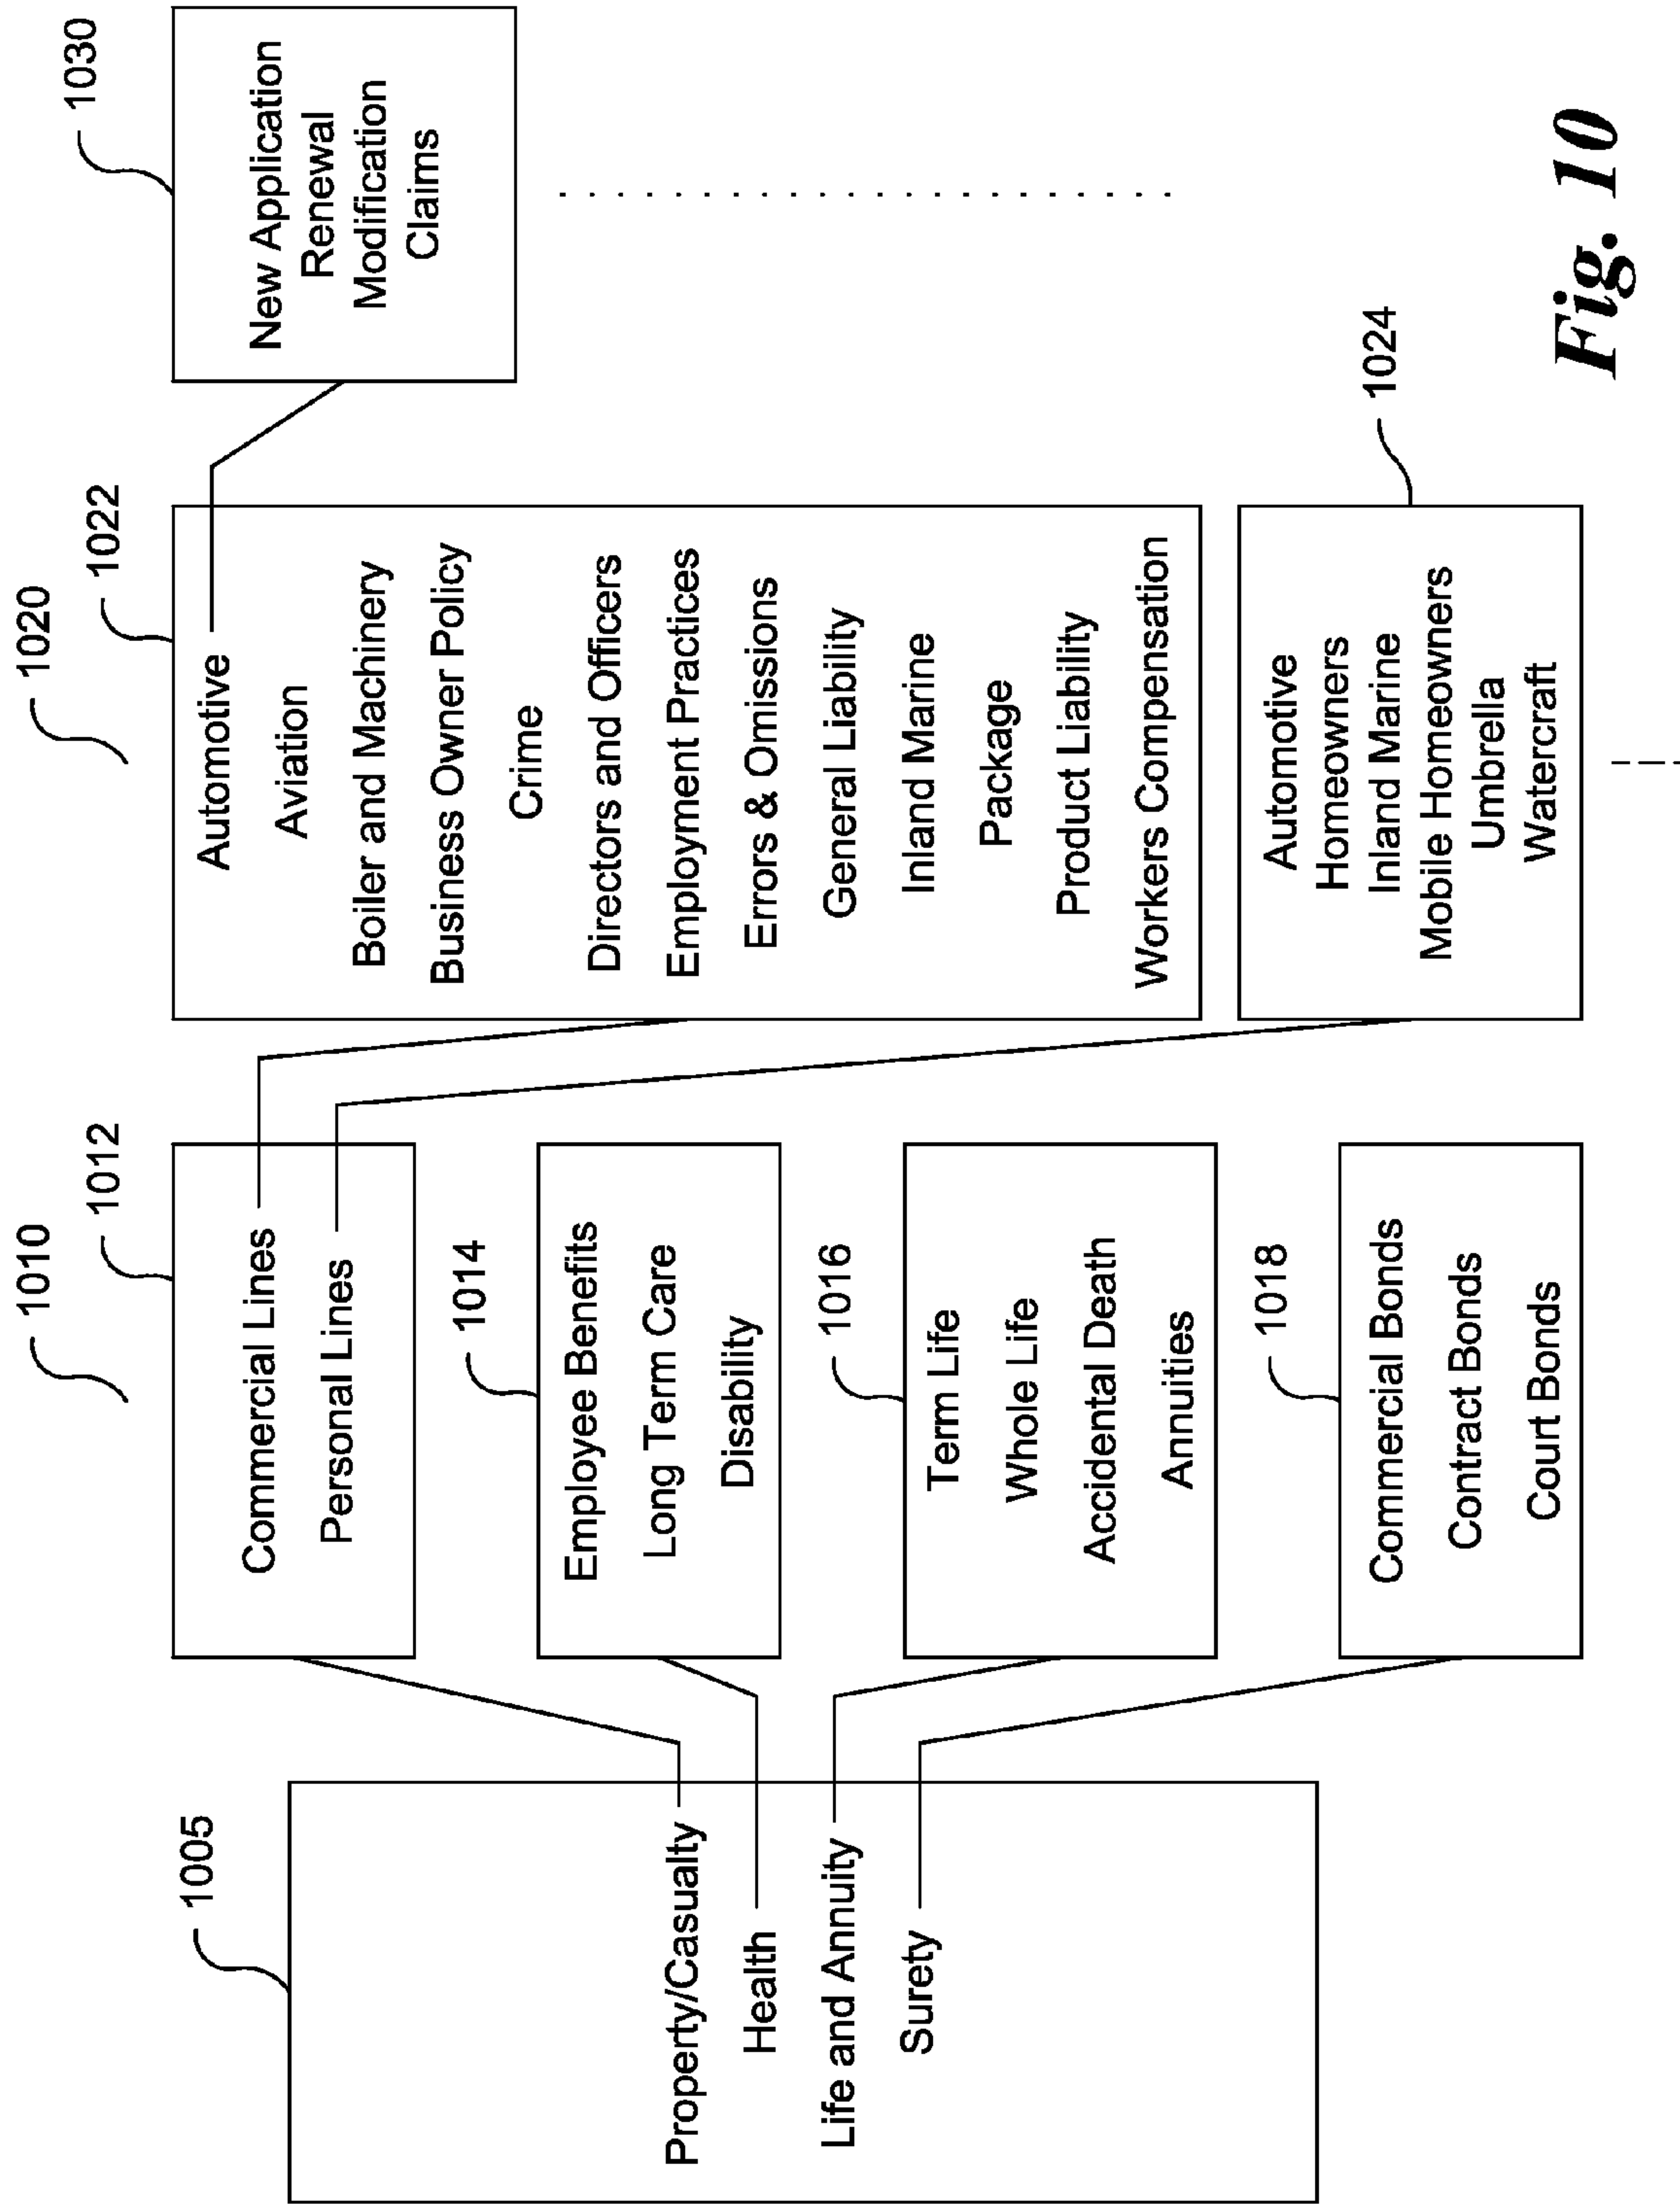 1005
Property/Casualty
Health
Life and Annuity
Surety
1010
1012
Commercial Lines
Personal Lines
1014
Employee Benefits
Long Term Care
Disability
1016
Term Life
Whole Life
Accidental Death
Annuities
1018
Commercial Bonds
Contract Bonds
Court Bonds
1020
1022
Automotive
Aviation
Boiler and Machinery
Business Owner Policy
Crime
Directors and Officers
Employment Practices
Errors & Omissions
General Liability
Inland Marine
Package
Product Liability
Workers Compensation
1024
Automotive
Homeowners
Inland Marine
Mobile Homeowners
Umbrella
Watercraft
1030
New Application
Renewal
Modification
Claims
Fig. 10